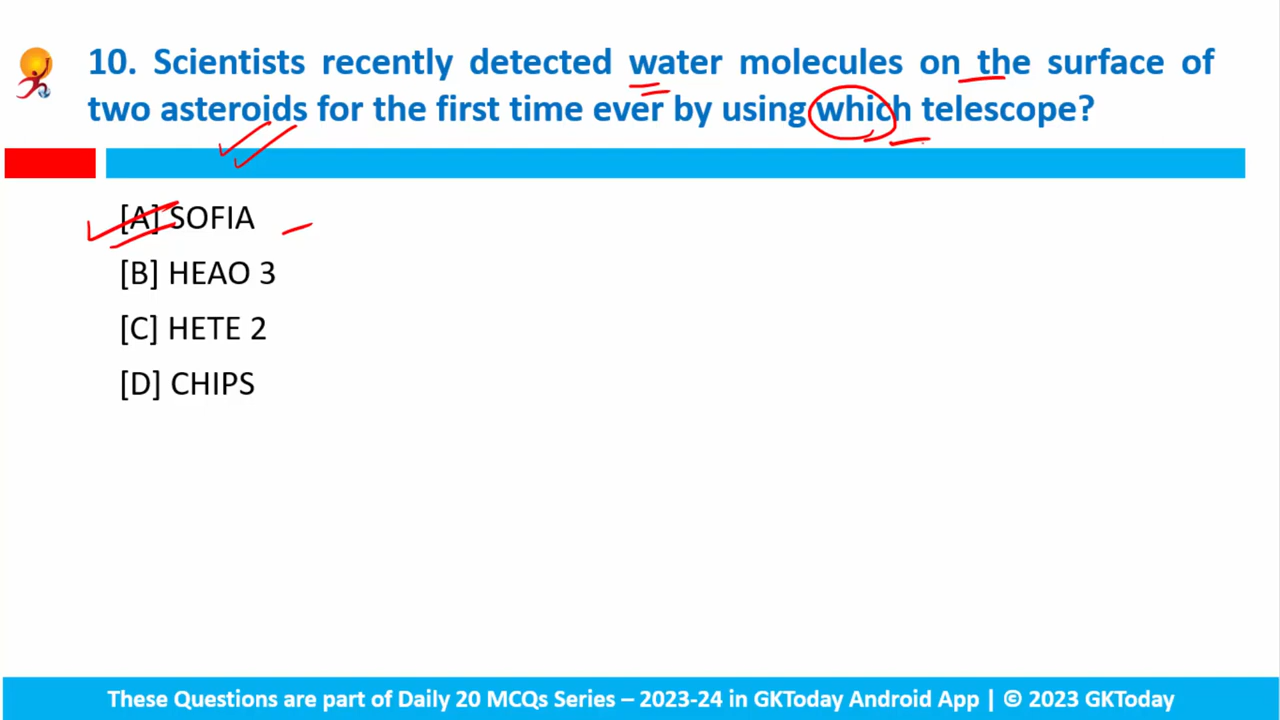 10. Scientists recently detected water molecules on the surface of
two asteroids for the first time ever by using which telescope?
[A] SOFIA
[B] HEAO 3
[C] HETE 2
[D] CHIPS
These Questions are part of Daily 20 MCQs Series – 2023-24 in GKToday Android App | © 2023 GKToday